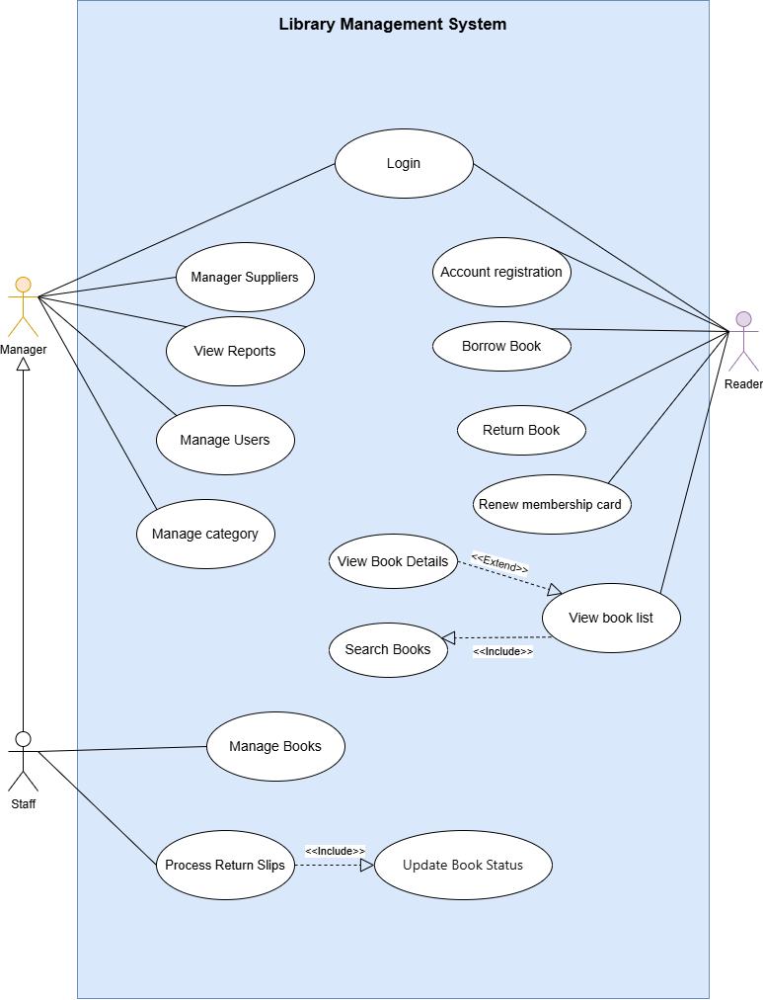 Library Management System
Login
Manager Suppliers
Account registration
View Reports
Borrow Book
Manager
Reader
Manage Users
Return Book
Manage category
Renew membership card
View Book Details
<<Extend>>
View book list
Search Books
<<Include>>
Manage Books
Staff
<<Include>>
Process Return Slips
Update Book Status